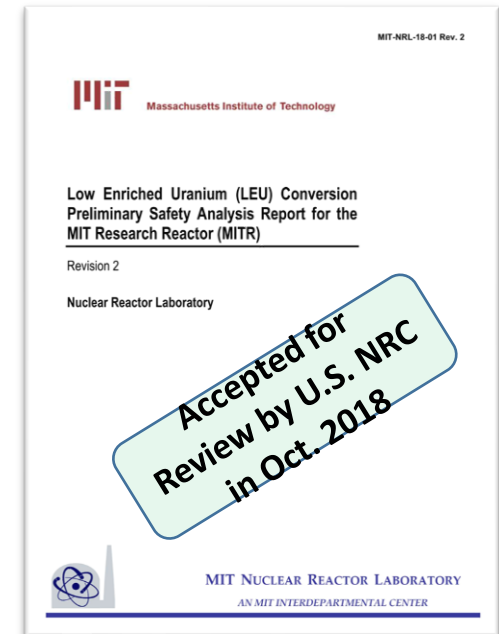 MIT-NRL-18-01 Rev. 2
MiT
Massachusetts Institute of Technology
Low Enriched Uranium (LEU) Conversion
Preliminary Safety Analysis Report for the
MIT Research Reactor (MITR)
Revision 2
Nuclear Reactor Laboratory
Accepted for
Review by U.S. NRC
in Oct. 2018
MIT NUCLEAR REACTOR LABORATORY
AN MIT INTERDEPARTMENTAL CENTER